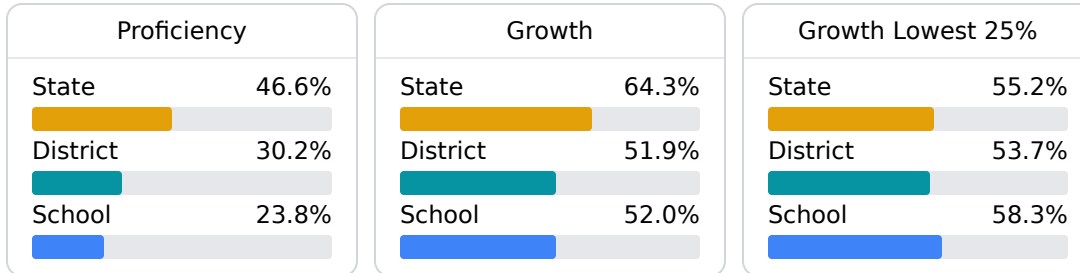 Proficiency
State 46.6%
District 30.2%
School 23.8%
Growth
State 64.3%
District 51.9%
School 52.0%
Growth Lowest 25%
State 55.2%
District 53.7%
School 58.3%